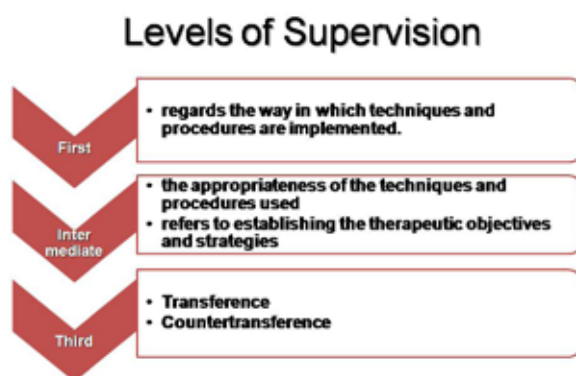 Levels of Supervision
First
• regards the way in which techniques and
procedures are implemented.
Inter
mediate
• the appropriateness of the techniques and
procedures used
• refers to establishing the therapeutic objectives
and strategies
Third
• Transference
• Countertransference